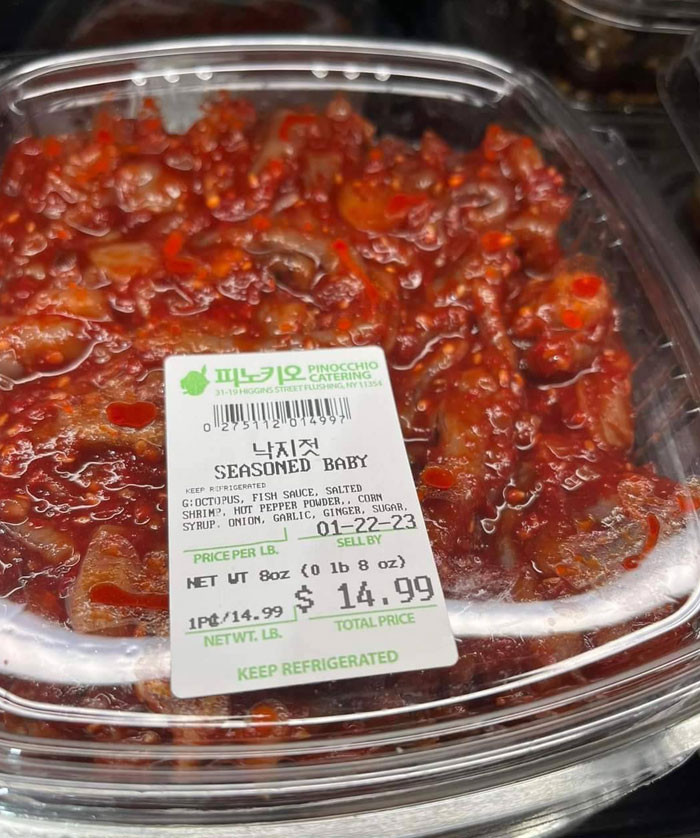 피노키오 PINOCCHIO CATERING
31-19 HIGGINS STREET FLUSHING, NY 11354
0 275112 014997
낙지젓
SEASONED BABY
KEEP REFRIGERATED
G:OCTOPUS, FISH SAUCE, SALTED
SHRIMP, HOT PEPPER POWDER,, CORN
SYRUP, ONION, GARLIC, GINGER, SUGAR,
01-22-23
PRICE PER LB.
SELL BY
NET WT 8oz (0 lb 8 oz)
1P¢/14.99 $ 14.99
NET WT. LB.
TOTAL PRICE
KEEP REFRIGERATED